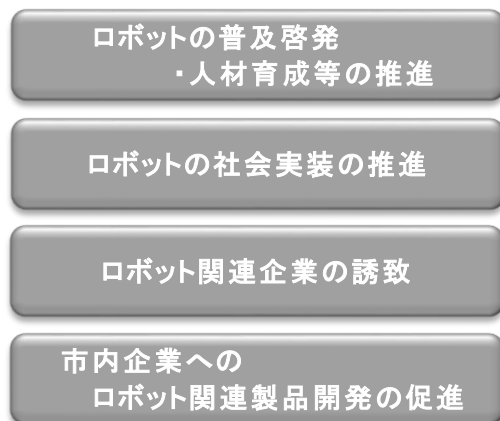 ロボットの普及啓発
・人材育成等の推進
ロボットの社会実装の推進
ロボット関連企業の誘致
市内企業への
ロボット関連製品開発の促進